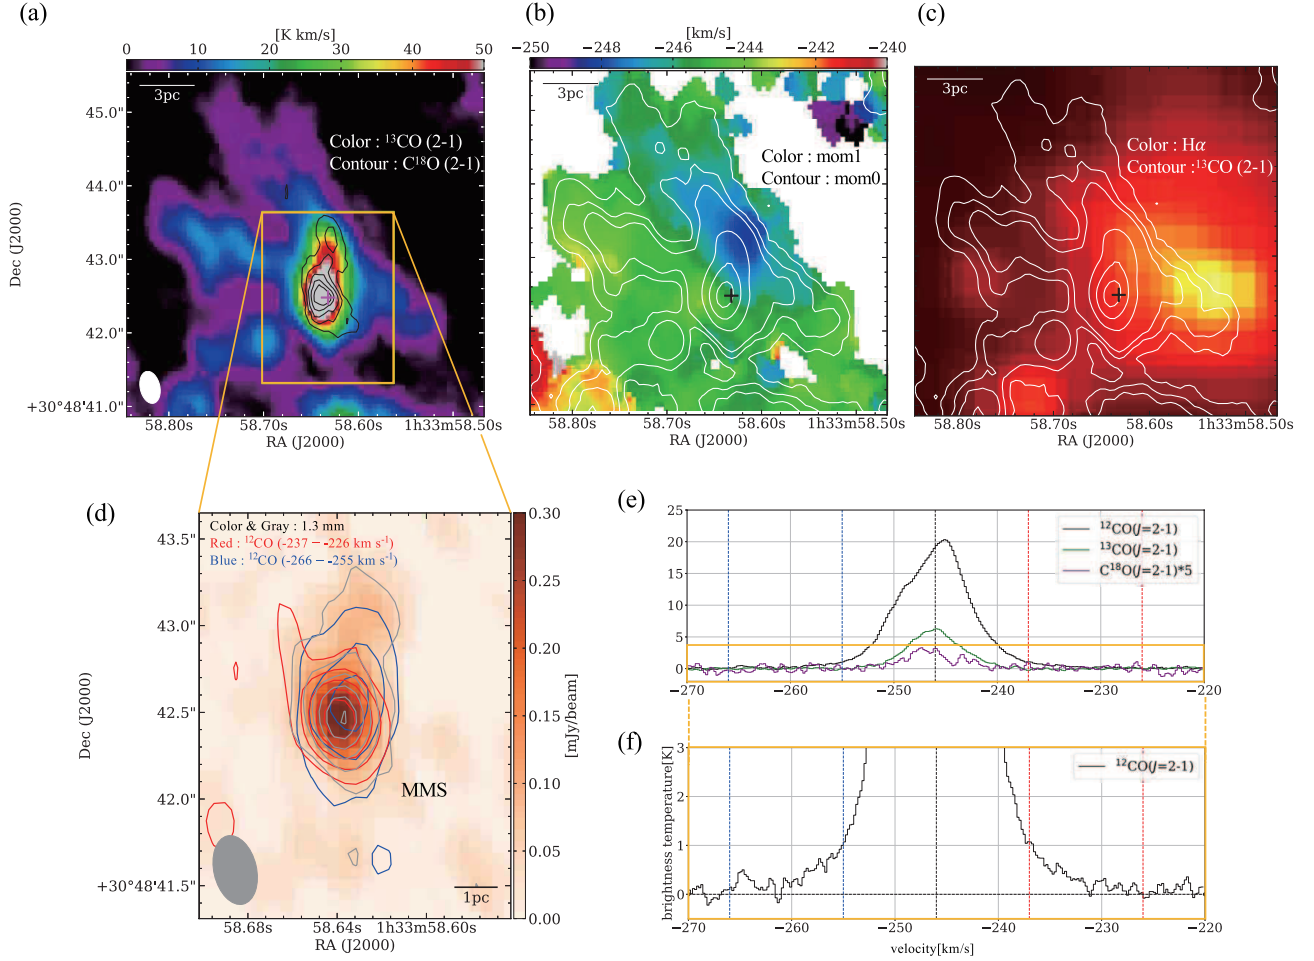 (a)
[K km/s]
0 10 20 30 40 50
3pc
Color : ¹³CO (2-1)
Contour : C¹⁸O (2-1)
45.0"
44.0"
43.0"
42.0"
+30°48'41.0"
Dec (J2000)
58.80s 58.70s 58.60s 1h33m58.50s
RA (J2000)
(b)
[km/s]
−250 −248 −246 −244 −242 −240
3pc
Color : mom1
Contour : mom0
58.80s 58.70s 58.60s 1h33m58.50s
RA (J2000)
(c)
3pc
Color : Hα
Contour :¹³CO (2-1)
58.80s 58.70s 58.60s 1h33m58.50s
RA (J2000)
(d)
Color & Gray : 1.3 mm
Red : ¹²CO (-237 − -226 km s⁻¹)
Blue : ¹²CO (-266 − -255 km s⁻¹)
43.5"
43.0"
42.5"
42.0"
+30°48'41.5"
Dec (J2000)
MMS
1pc
58.68s 58.64s 1h33m58.60s
RA (J2000)
0.30
0.25
0.20
0.15
0.10
0.05
0.00
[mJy/beam]
(e)
25
20
15
10
5
0
¹²CO(J=2-1)
¹³CO(J=2-1)
C¹⁸O(J=2-1)*5
−270 −260 −250 −240 −230 −220
(f)
3
2
1
0
brightness temperature[K]
¹²CO(J=2-1)
−270 −260 −250 −240 −230 −220
velocity[km/s]